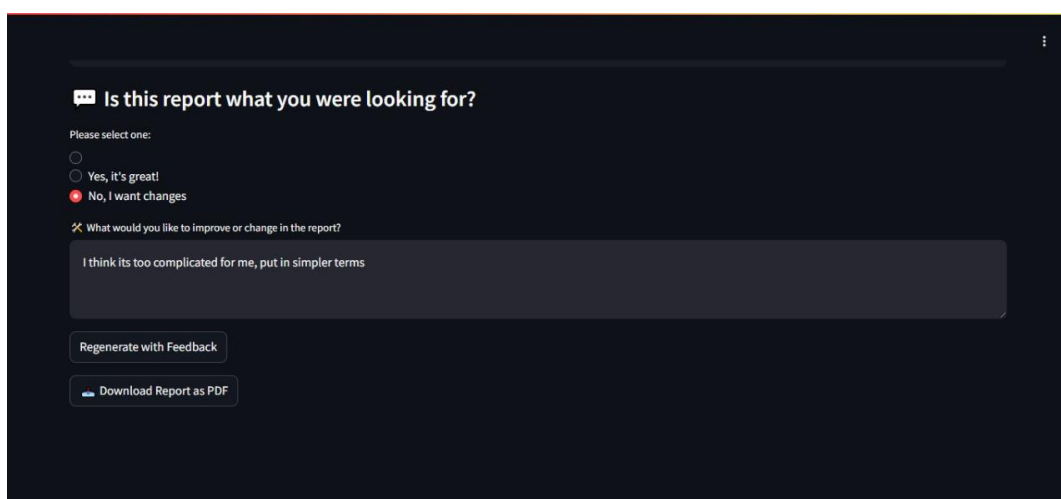 💬 Is this report what you were looking for?
Please select one:
Yes, it's great!
No, I want changes
🛠 What would you like to improve or change in the report?
I think its too complicated for me, put in simpler terms
Regenerate with Feedback
Download Report as PDF